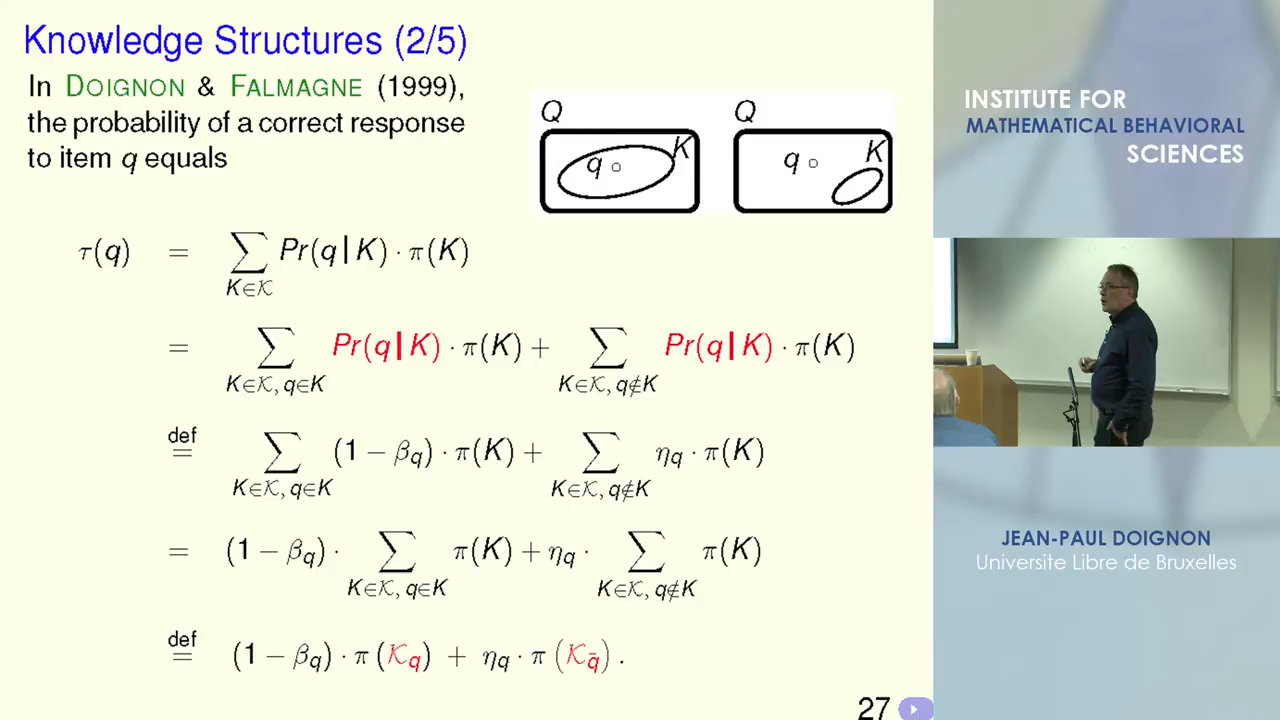 Knowledge Structures (2/5)
In DOIGNON & FALMAGNE (1999),
the probability of a correct response
to item q equals
Q
q
K
Q
q
K
τ(q) = ∑_{K∈𝒦} Pr(q|K) · π(K)
= ∑_{K∈𝒦, q∈K} Pr(q|K) · π(K) + ∑_{K∈𝒦, q∉K} Pr(q|K) · π(K)
def= ∑_{K∈𝒦, q∈K} (1 − β_q) · π(K) + ∑_{K∈𝒦, q∉K} η_q · π(K)
= (1 − β_q) · ∑_{K∈𝒦, q∈K} π(K) + η_q · ∑_{K∈𝒦, q∉K} π(K)
def= (1 − β_q) · π(𝒦_q) + η_q · π(𝒦_q̄) .
27
INSTITUTE FOR
MATHEMATICAL BEHAVIORAL
SCIENCES
JEAN-PAUL DOIGNON
Universite Libre de Bruxelles